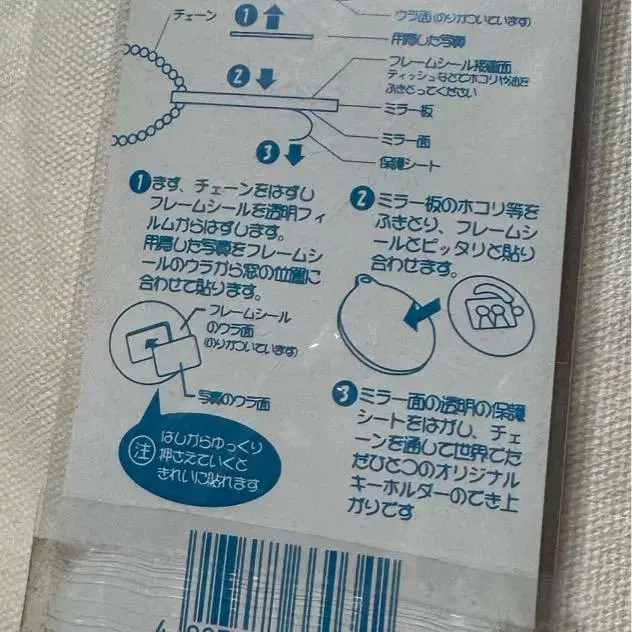 ウラ面(のりがついています)
チェーン
1
用意した写真
フレームシール接着面
ティッシュなどでホコリや油を
ふきとってください
2
ミラー板
ミラー面
3
保護シート
1 まず、チェーンをはずし
フレームシールを透明フィ
ルムからはずします。
用意した写真をフレームシ
ールのウラから窓の位置に
合わせて貼ります。
フレームシール
のウラ面
(のりがついています)
写真のウラ面
注
はしからゆっくり
押さえていくと
きれいに貼れます
2 ミラー板のホコリ等を
ふきとり、フレームシ
ールとピッタリと貼り
合わせます。
3 ミラー面の透明の保護
シートをはがし、チェ
ーンを通して世界でた
だひとつのオリジナル
キーホルダーのでき上
がりです